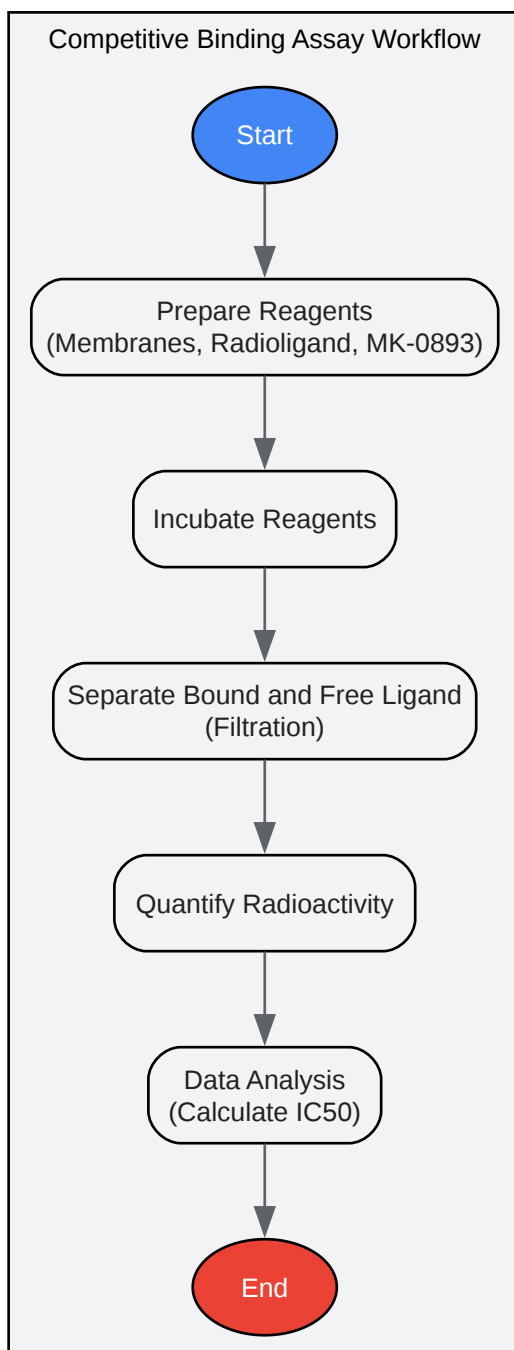 Competitive Binding Assay Workflow
Start
Prepare Reagents
(Membranes, Radioligand, MK-0893)
Incubate Reagents
Separate Bound and Free Ligand
(Filtration)
Quantify Radioactivity
Data Analysis
(Calculate IC50)
End